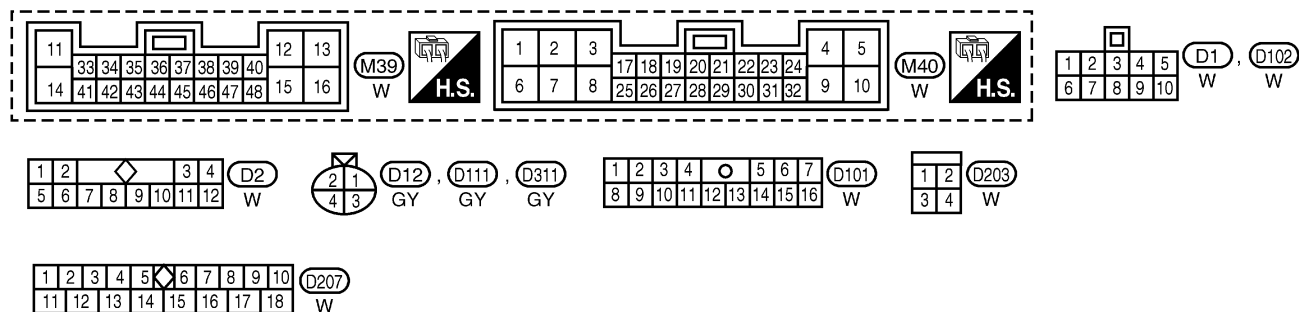 11 12 13
33 34 35 36 37 38 39 40
14 41 42 43 44 45 46 47 48 15 16
M39
W
H.S.
1 2 3 4 5
17 18 19 20 21 22 23 24
6 7 8 25 26 27 28 29 30 31 32 9 10
M40
W
H.S.
1 2 3 4 5
6 7 8 9 10
D1 , D102
W W
1 2 3 4
5 6 7 8 9 10 11 12
D2
W
2 1
4 3
D12 , D111 , D311
GY GY GY
1 2 3 4 5 6 7
8 9 10 11 12 13 14 15 16
D101
W
1 2
3 4
D203
W
1 2 3 4 5 6 7 8 9 10
11 12 13 14 15 16 17 18
D207
W